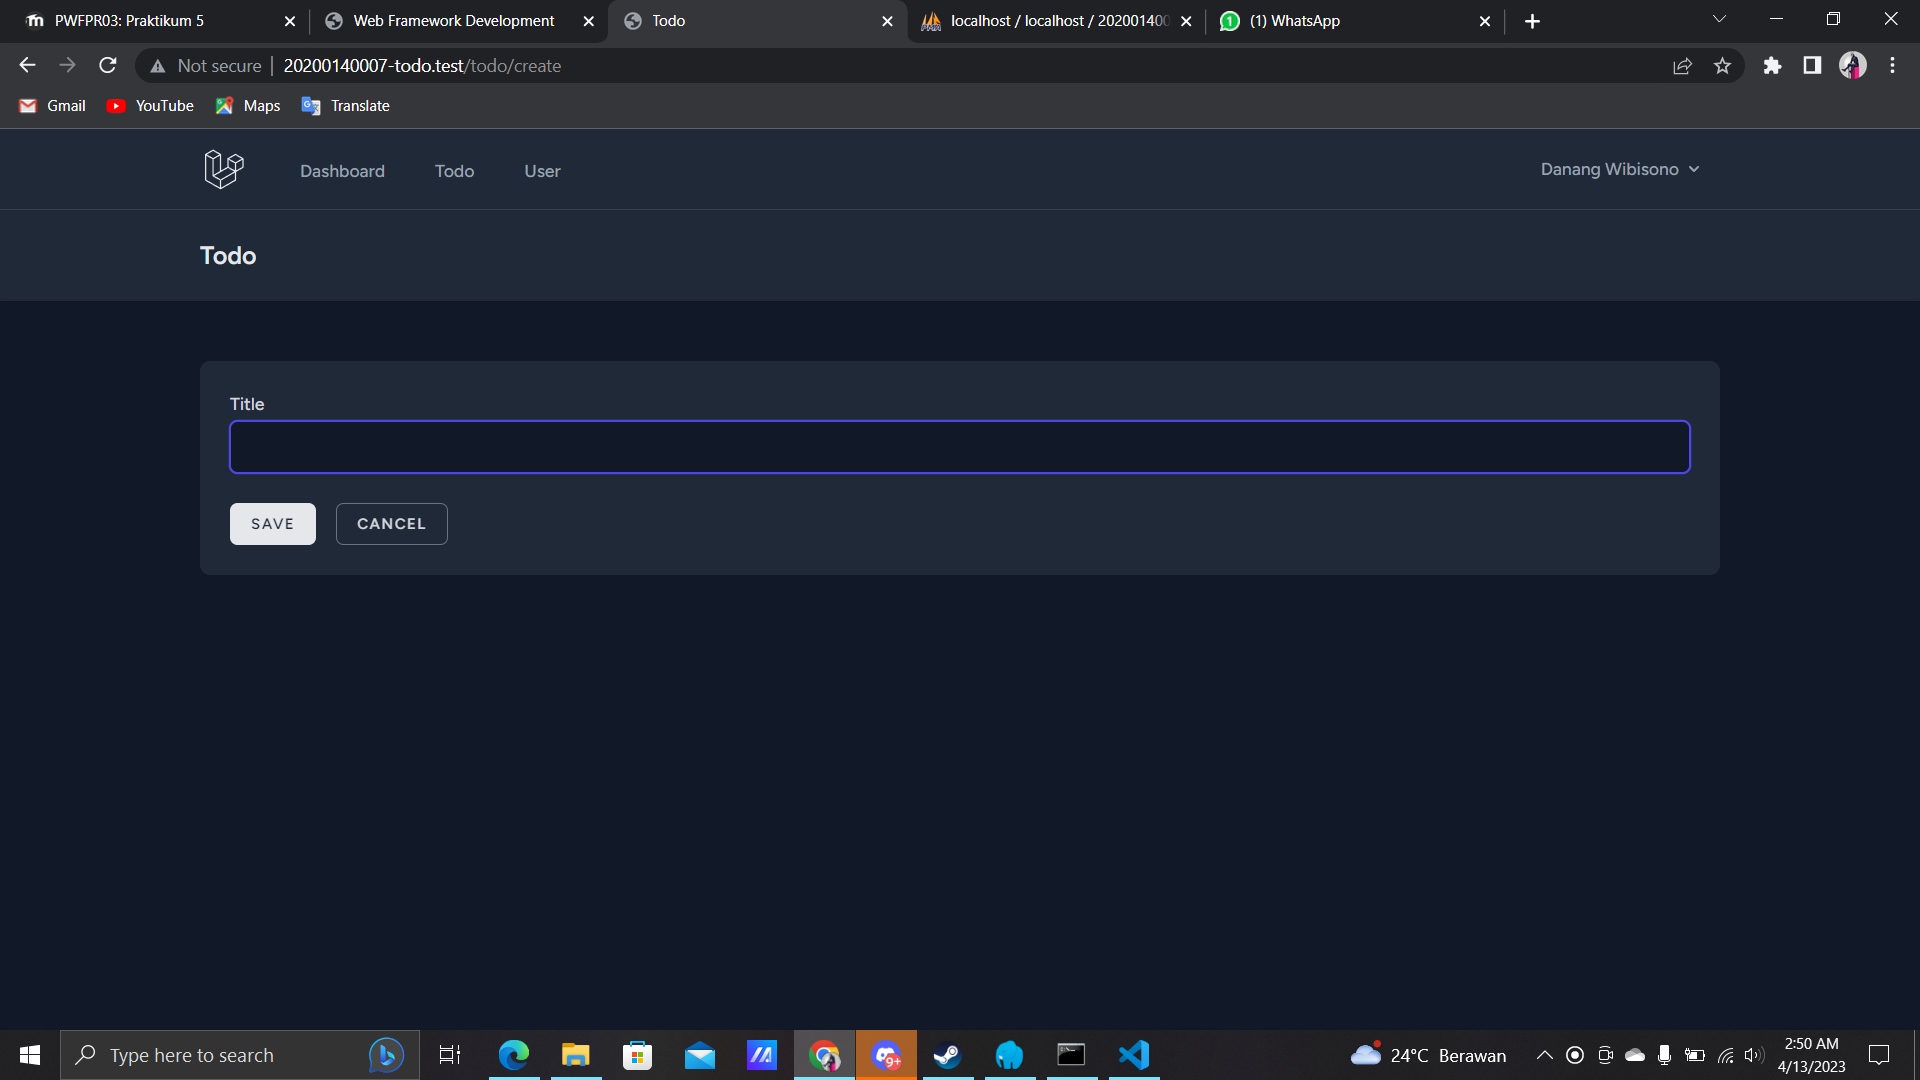 PWFPR03: Praktikum 5
Web Framework Development
Todo
localhost / localhost / 202001400
(1) WhatsApp
Not secure
20200140007-todo.test/todo/create
Gmail
YouTube
Maps
Translate
Dashboard
Todo
User
Danang Wibisono
Todo
Title
SAVE
CANCEL
Type here to search
9+
24°C Berawan
2:50 AM
4/13/2023